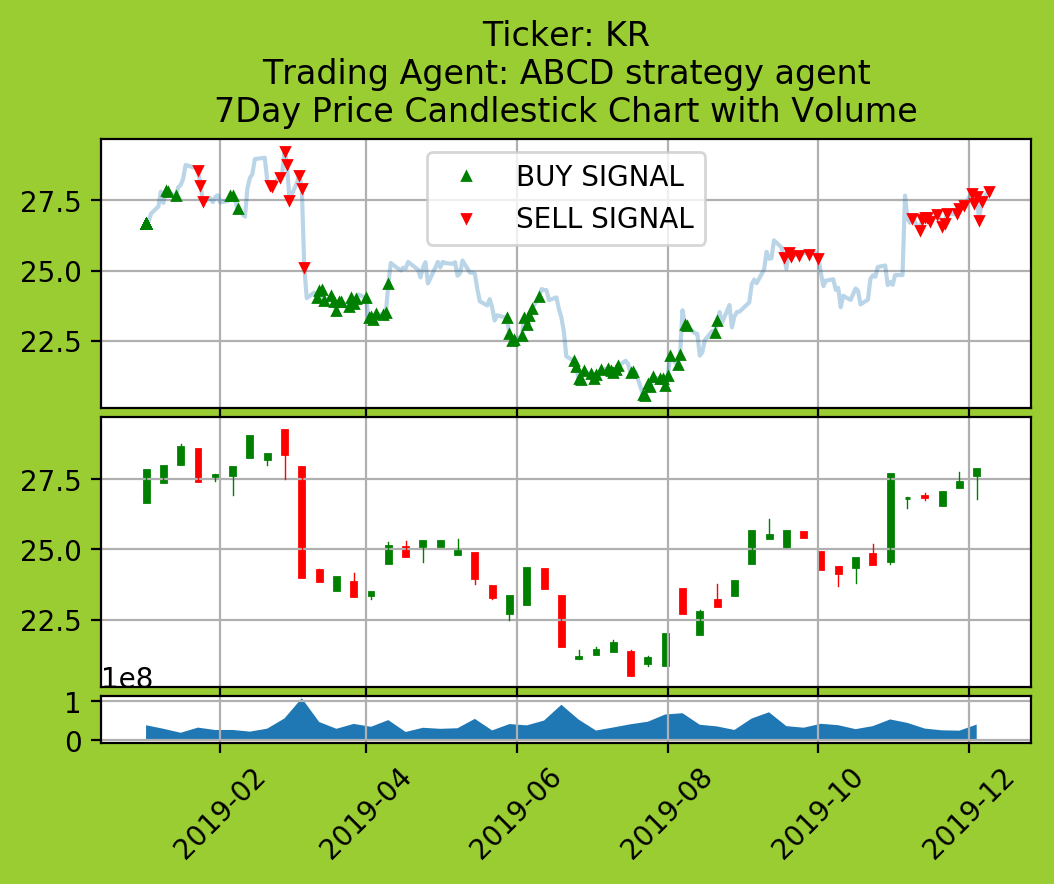 Ticker: KR
Trading Agent: ABCD strategy agent
7Day Price Candlestick Chart with Volume
BUY SIGNAL
SELL SIGNAL
27.5
25.0
22.5
27.5
25.0
22.5
1e8
1
0
2019-02
2019-04
2019-06
2019-08
2019-10
2019-12